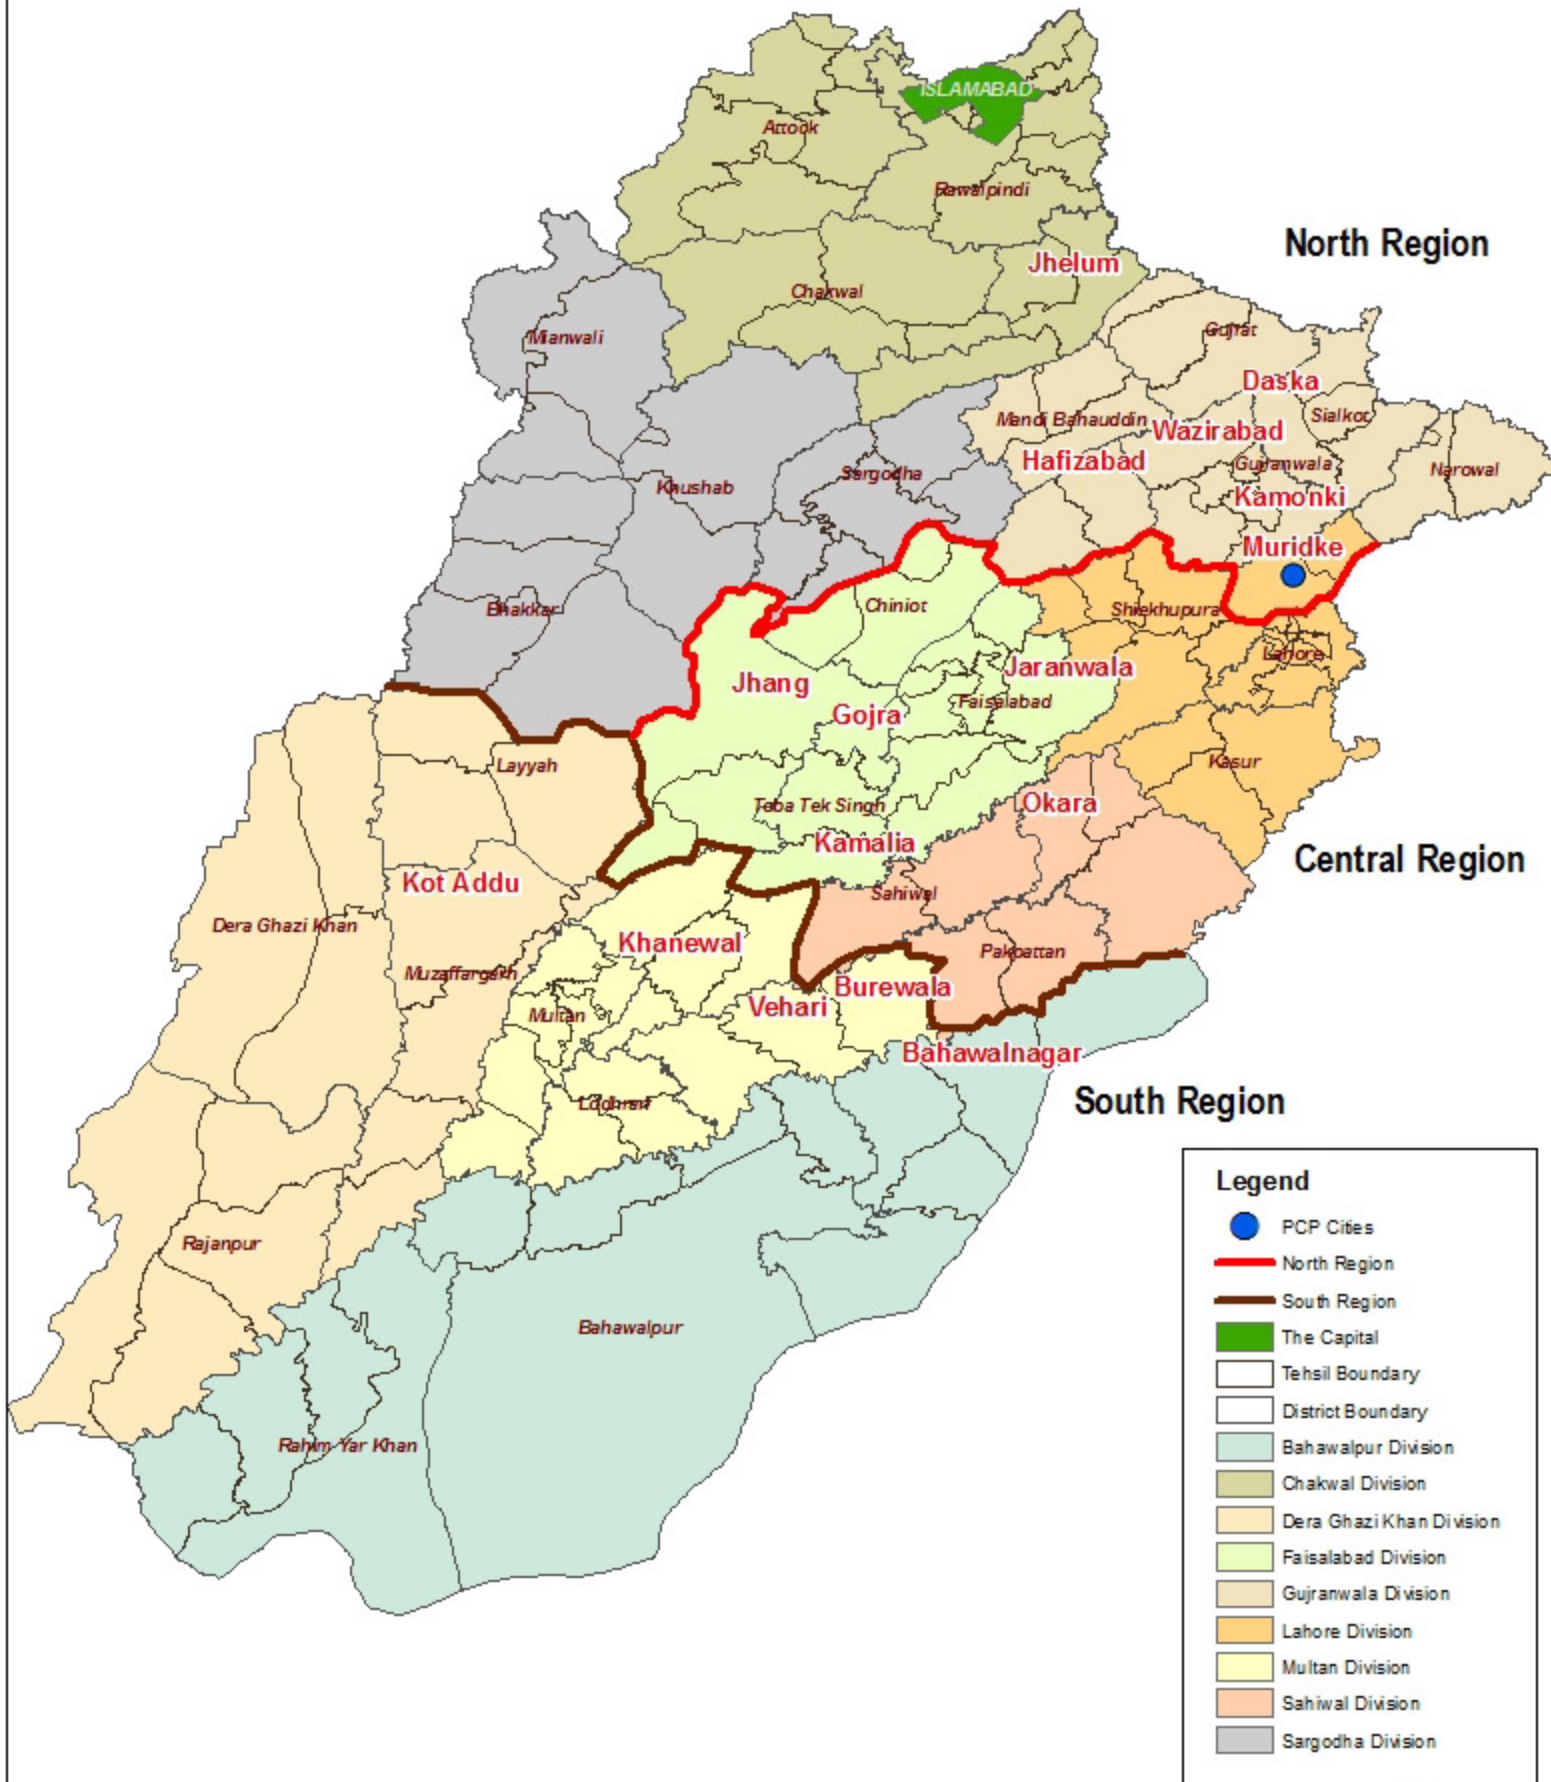 ISLAMABAD
Attock
Rawalpindi
North Region
Jhelum
Chakwal
Mianwali
Gujrat
Daska
Mandi Bahauddin
Wazirabad
Sialkot
Hafizabad
Gujranwala
Narowal
Khushab
Sargodha
Kamonki
Muridke
Bhakkar
Chiniot
Shiekhupura
Lahore
Jhang
Jaranwala
Gojra
Faisalabad
Layyah
Kasur
Toba Tek Singh
Okara
Kamalia
Central Region
Kot Addu
Sahiwal
Dera Ghazi Khan
Khanewal
Pakpattan
Muzaffargarh
Burewala
Multan
Vehari
Bahawalnagar
South Region
Lodhran
Rajanpur
Bahawalpur
Rahim Yar Khan
Legend
PCP Cities
North Region
South Region
The Capital
Tehsil Boundary
District Boundary
Bahawalpur Division
Chakwal Division
Dera Ghazi Khan Division
Faisalabad Division
Gujranwala Division
Lahore Division
Multan Division
Sahiwal Division
Sargodha Division